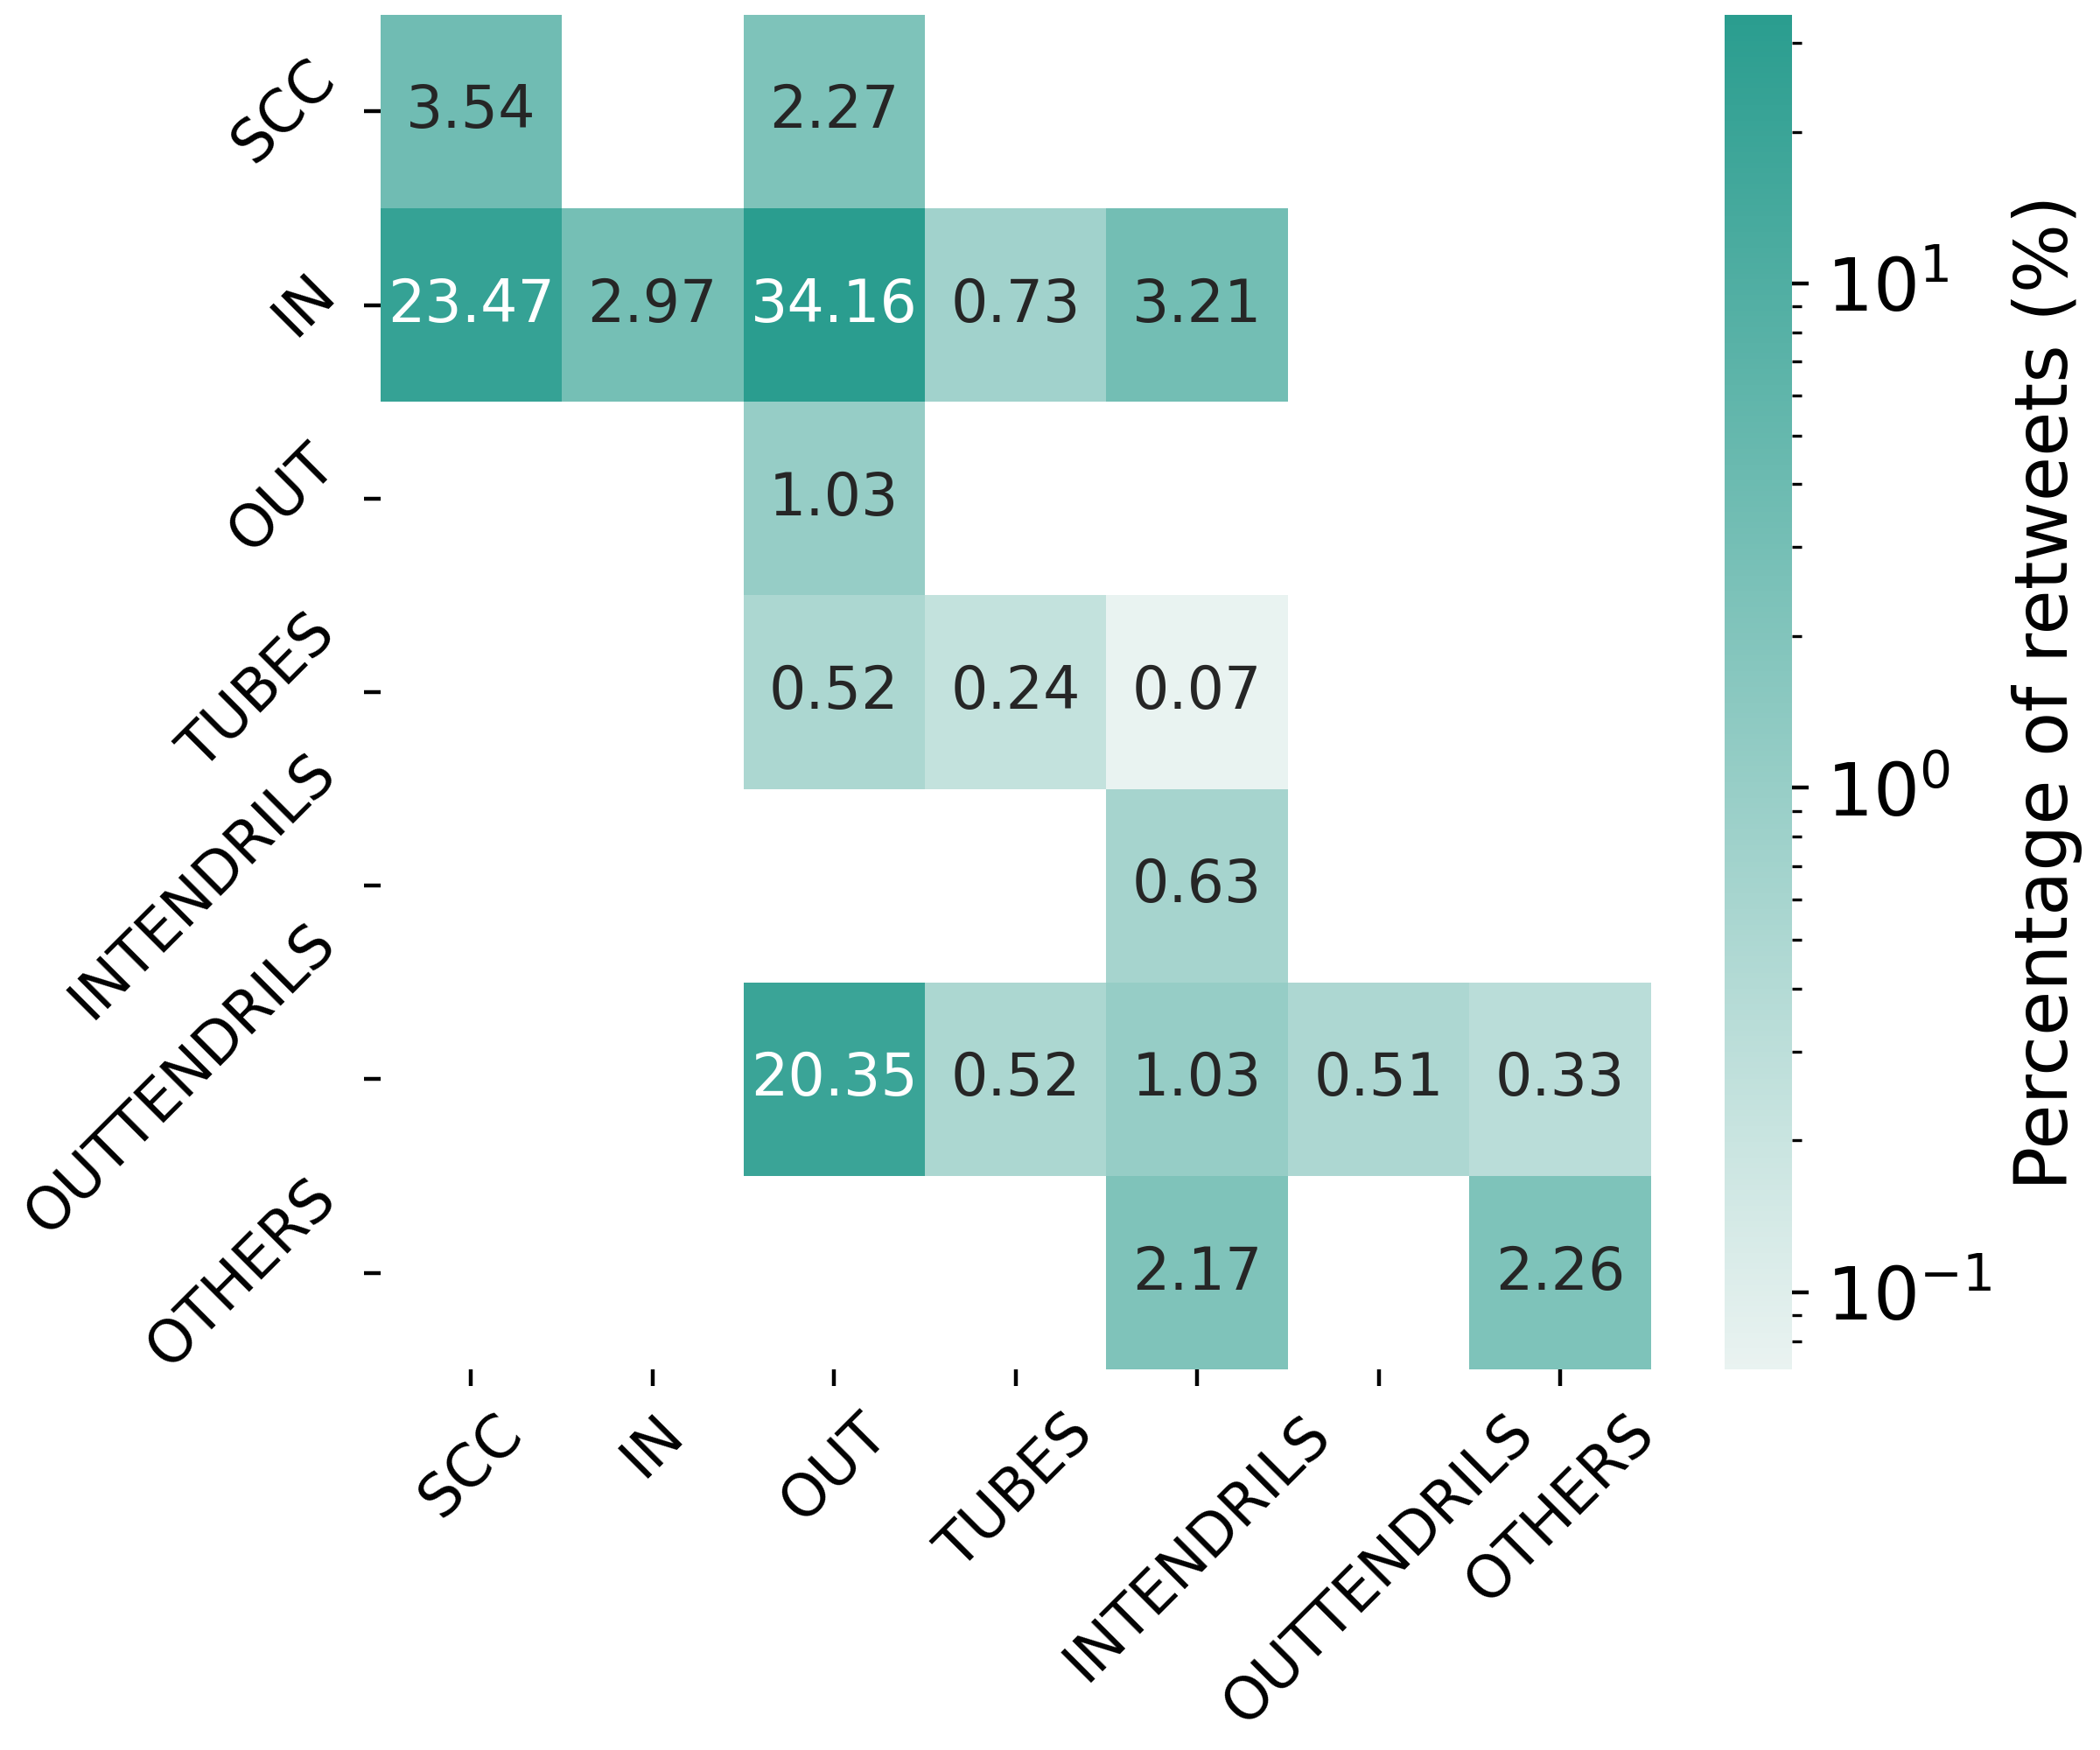 SCC 3.54 2.27
IN 23.47 2.97 34.16 0.73 3.21
OUT 1.03
TUBES 0.52 0.24 0.07
INTENDRILS 0.63
OUTTENDRILS 20.35 0.52 1.03 0.51 0.33
OTHERS 2.17 2.26
SCC IN OUT TUBES INTENDRILS OUTTENDRILS OTHERS
10¹
10⁰
10⁻¹
Percentage of retweets (%)